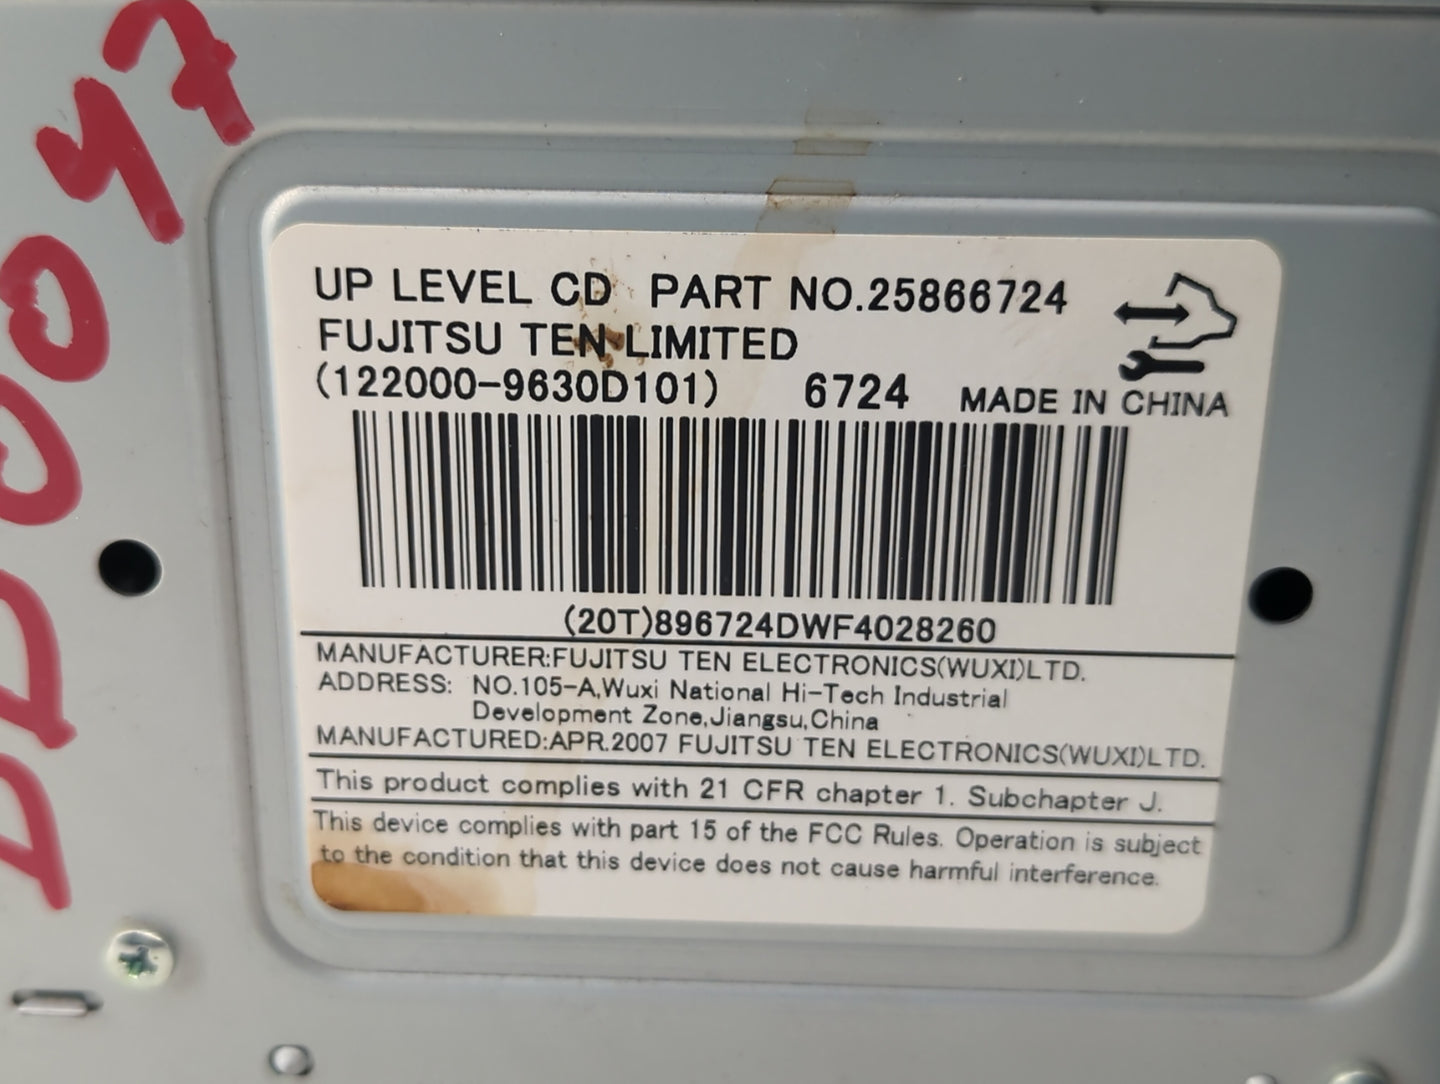 DD0047
UP LEVEL CD PART NO.25866724
FUJITSU TEN LIMITED
(122000-9630D101) 6724 MADE IN CHINA
(20T)896724DWF4028260
MANUFACTURER:FUJITSU TEN ELECTRONICS(WUXI)LTD.
ADDRESS: NO.105-A,Wuxi National Hi-Tech Industrial
Development Zone,Jiangsu,China
MANUFACTURED:APR.2007 FUJITSU TEN ELECTRONICS(WUXI)LTD.
This product complies with 21 CFR chapter 1. Subchapter J.
This device complies with part 15 of the FCC Rules. Operation is subject
to the condition that this device does not cause harmful interference.